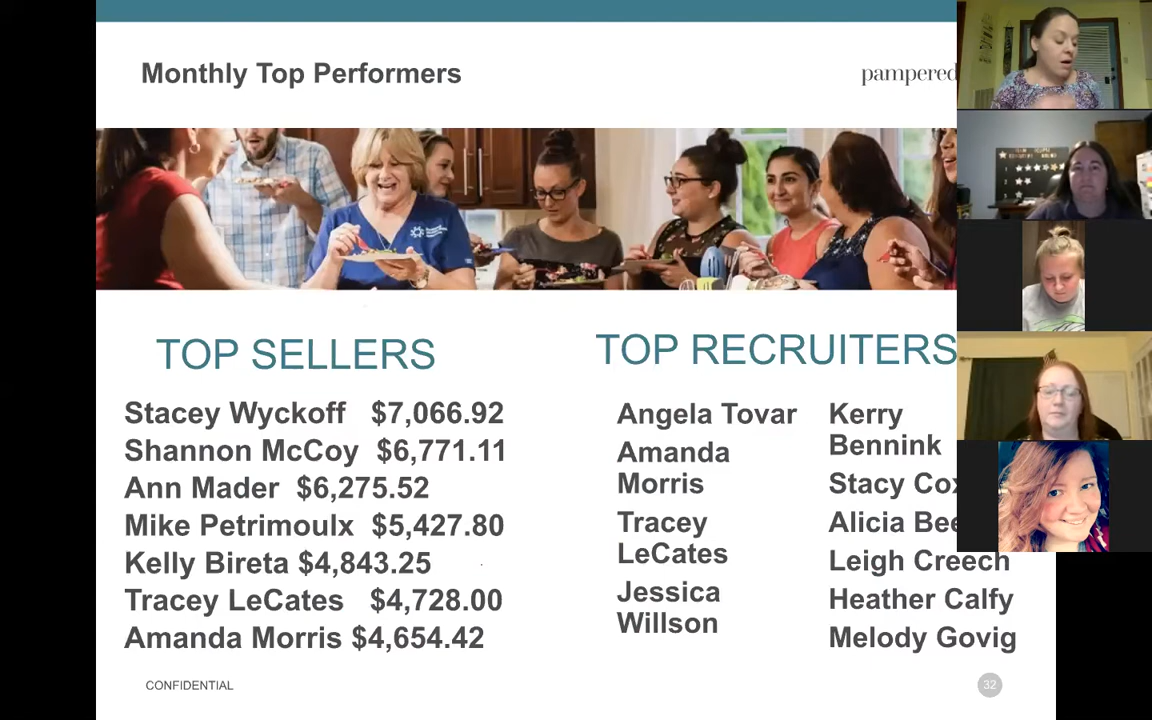 Monthly Top Performers
pampered
TOP SELLERS
Stacey Wyckoff $7,066.92
Shannon McCoy $6,771.11
Ann Mader $6,275.52
Mike Petrimoulx $5,427.80
Kelly Bireta $4,843.25
Tracey LeCates $4,728.00
Amanda Morris $4,654.42
TOP RECRUITERS
Angela Tovar
Amanda
Morris
Tracey
LeCates
Jessica
Willson
Kerry
Bennink
Stacy
Alicia
Leigh Creech
Heather Calfy
Melody Govig
CONFIDENTIAL
32